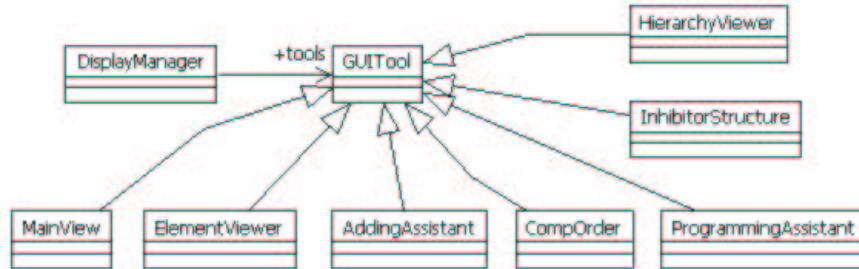 HierarchyViewer
DisplayManager
+tools
GUITool
InhibitorStructure
MainView
ElementViewer
AddingAssistant
CompOrder
ProgrammingAssistant